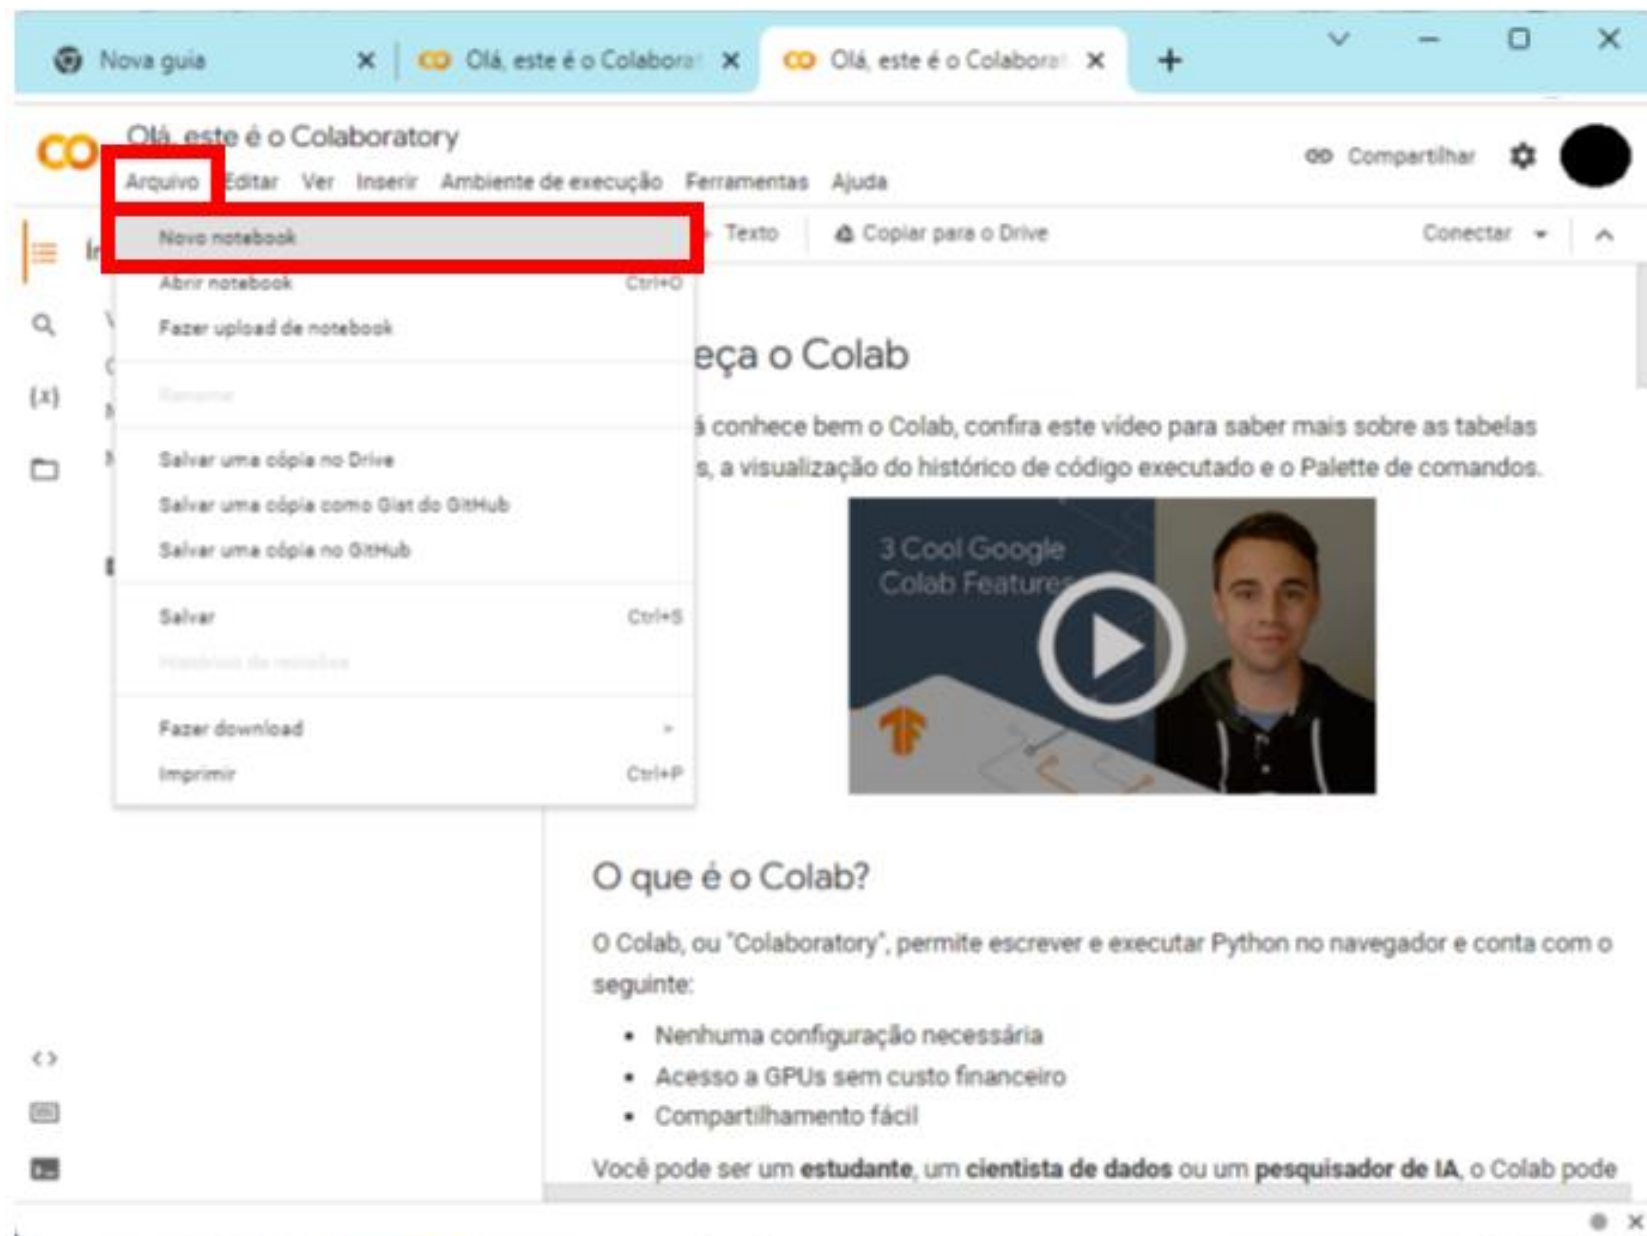 Nova guia
Olá, este é o Colaborat
Olá, este é o Colaborat
Olá, este é o Colaboratory
Compartilhar
Arquivo Editar Ver Inserir Ambiente de execução Ferramentas Ajuda
Novo notebook
Texto
Copiar para o Drive
Conectar
Abrir notebook Ctrl+O
Fazer upload de notebook
Rename
Salvar uma cópia no Drive
Salvar uma cópia como Gist do GitHub
Salvar uma cópia no GitHub
Salvar Ctrl+S
Histórico de revisões
Fazer download
Imprimir Ctrl+P
eça o Colab
á conhece bem o Colab, confira este vídeo para saber mais sobre as tabelas
s, a visualização do histórico de código executado e o Palette de comandos.
3 Cool Google
Colab Features
O que é o Colab?
O Colab, ou "Colaboratory", permite escrever e executar Python no navegador e conta com o
seguinte:
• Nenhuma configuração necessária
• Acesso a GPUs sem custo financeiro
• Compartilhamento fácil
Você pode ser um estudante, um cientista de dados ou um pesquisador de IA, o Colab pode